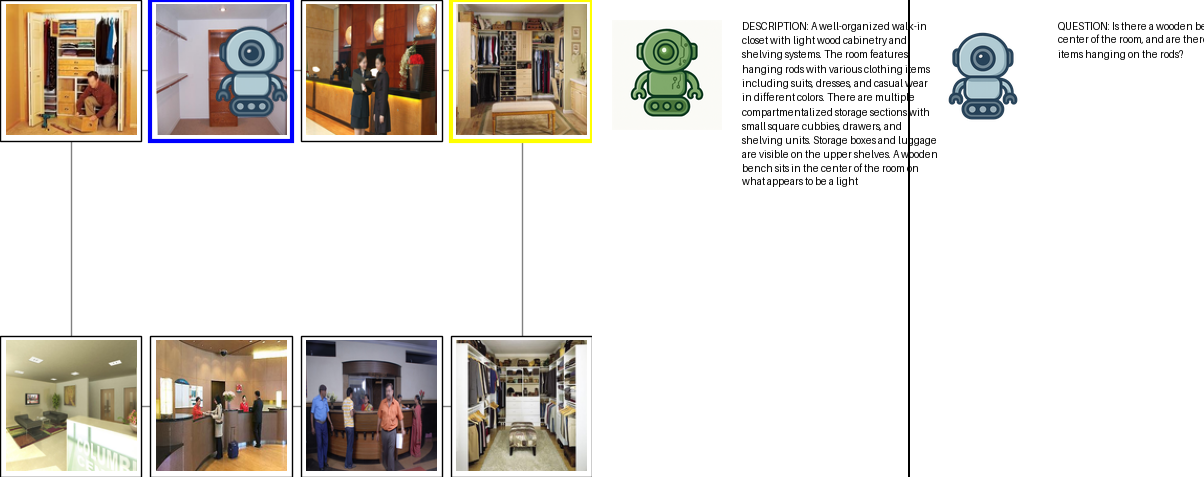 DESCRIPTION: A well-organized walk-in
closet with light wood cabinetry and
shelving systems. The room features
hanging rods with various clothing items
including suits, dresses, and casual wear
in different colors. There are multiple
compartmentalized storage sections with
small square cubbies, drawers, and
shelving units. Storage boxes and luggage
are visible on the upper shelves. A wooden
bench sits in the center of the room on
what appears to be a light
QUESTION: Is there a wooden be
center of the room, and are there
items hanging on the rods?